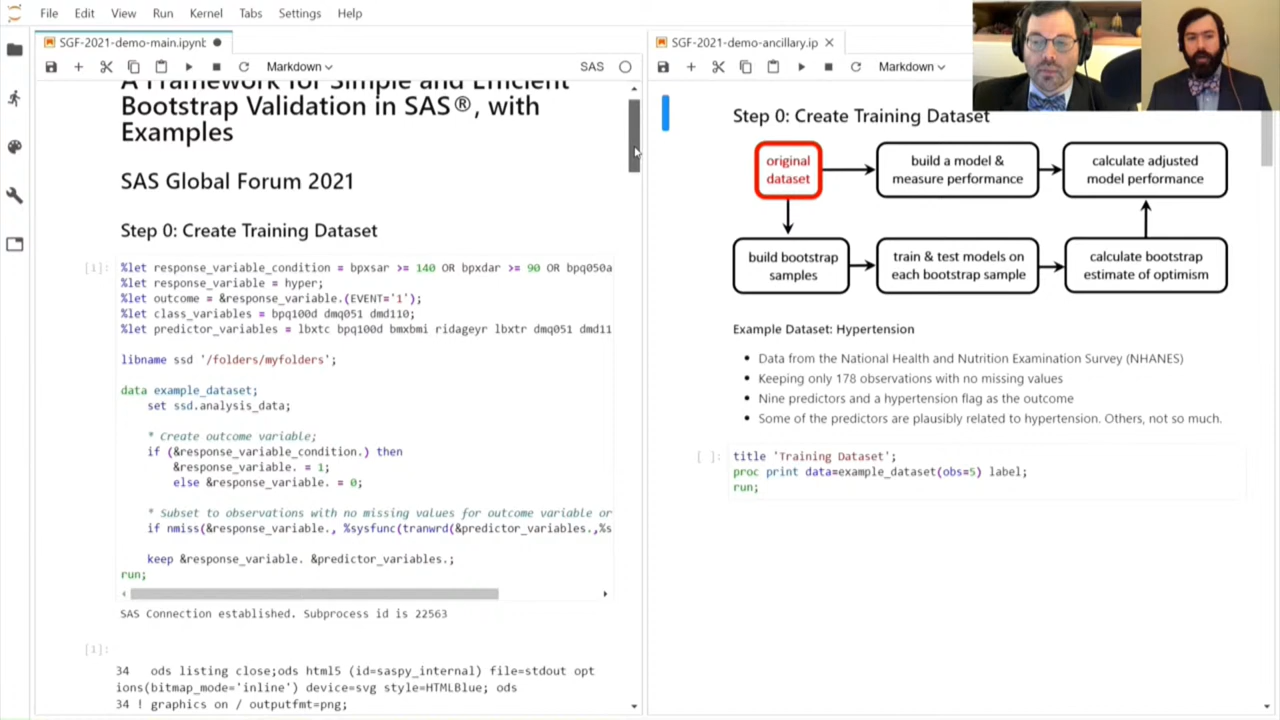 File Edit View Run Kernel Tabs Settings Help
SGF-2021-demo-main.ipynb
Markdown
SAS
A Framework for Simple and Efficient
Bootstrap Validation in SAS®, with
Examples
SAS Global Forum 2021
Step 0: Create Training Dataset
[1]:
%let response_variable_condition = bpxsar >= 140 OR bpxdar >= 90 OR bpq050a
%let response_variable = hyper;
%let outcome = &response_variable.(EVENT='1');
%let class_variables = bpq100d dmq051 dmd110;
%let predictor_variables = lbxtc bpq100d bmxbmi ridageyr lbxtr dmq051 dmd11
libname ssd '/folders/myfolders';
data example_dataset;
set ssd.analysis_data;
* Create outcome variable;
if (&response_variable_condition.) then
&response_variable. = 1;
else &response_variable. = 0;
* Subset to observations with no missing values for outcome variable or
if nmiss(&response_variable., %sysfunc(tranwrd(&predictor_variables.,%s
keep &response_variable. &predictor_variables.;
run;
SAS Connection established. Subprocess id is 22563
[1]:
34 ods listing close;ods html5 (id=saspy_internal) file=stdout opt
ions(bitmap_mode='inline') device=svg style=HTMLBlue; ods
34 ! graphics on / outputfmt=png;
SGF-2021-demo-ancillary.ip
Markdown
Step 0: Create Training Dataset
original
dataset
build a model &
measure performance
calculate adjusted
model performance
build bootstrap
samples
train & test models on
each bootstrap sample
calculate bootstrap
estimate of optimism
Example Dataset: Hypertension
• Data from the National Health and Nutrition Examination Survey (NHANES)
• Keeping only 178 observations with no missing values
• Nine predictors and a hypertension flag as the outcome
• Some of the predictors are plausibly related to hypertension. Others, not so much.
[ ]:
title 'Training Dataset';
proc print data=example_dataset(obs=5) label;
run;